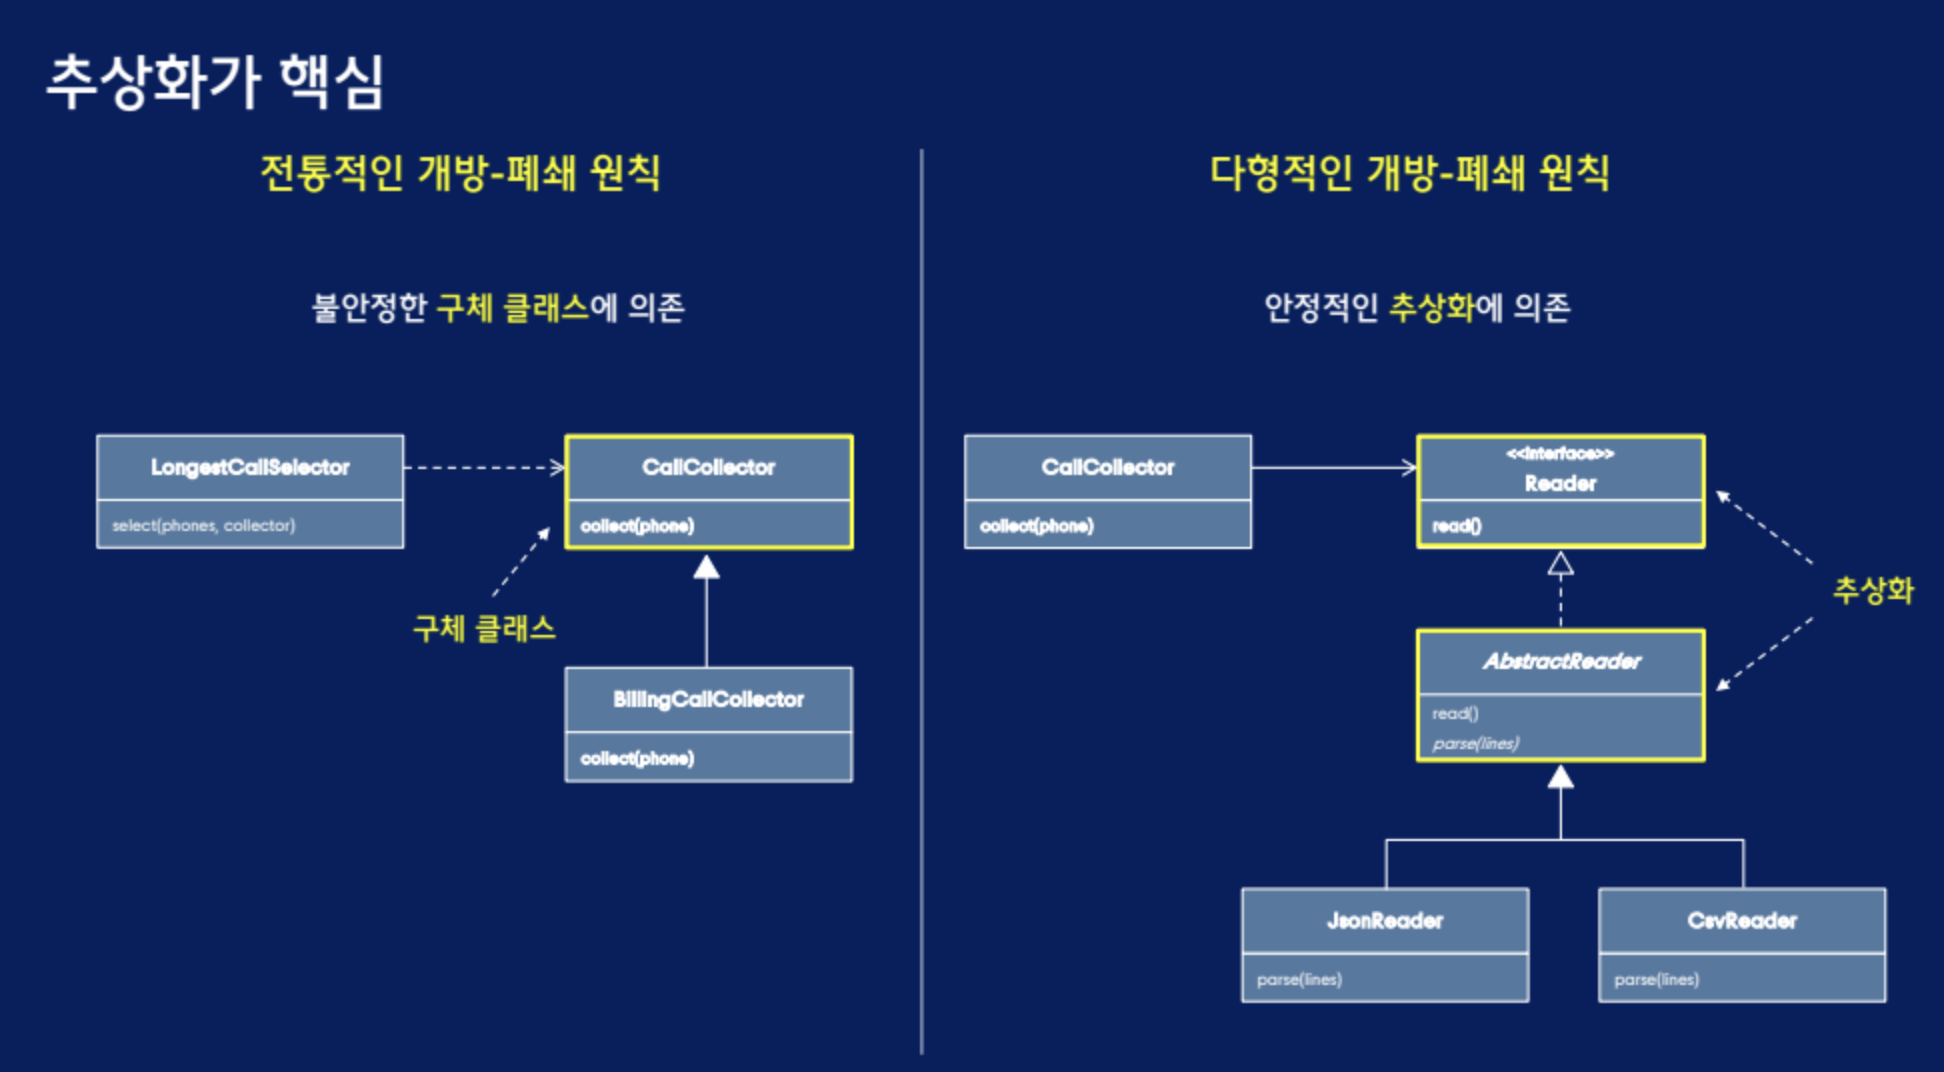 추상화가 핵심
전통적인 개방-폐쇄 원칙
불안정한 구체 클래스에 의존
LongestCallSelector
select(phones, collector)
CallCollector
collect(phone)
구체 클래스
BillingCallCollector
collect(phone)
다형적인 개방-폐쇄 원칙
안정적인 추상화에 의존
CallCollector
collect(phone)
<<interface>>
Reader
read()
추상화
AbstractReader
read()
parse(lines)
JsonReader
parse(lines)
CsvReader
parse(lines)